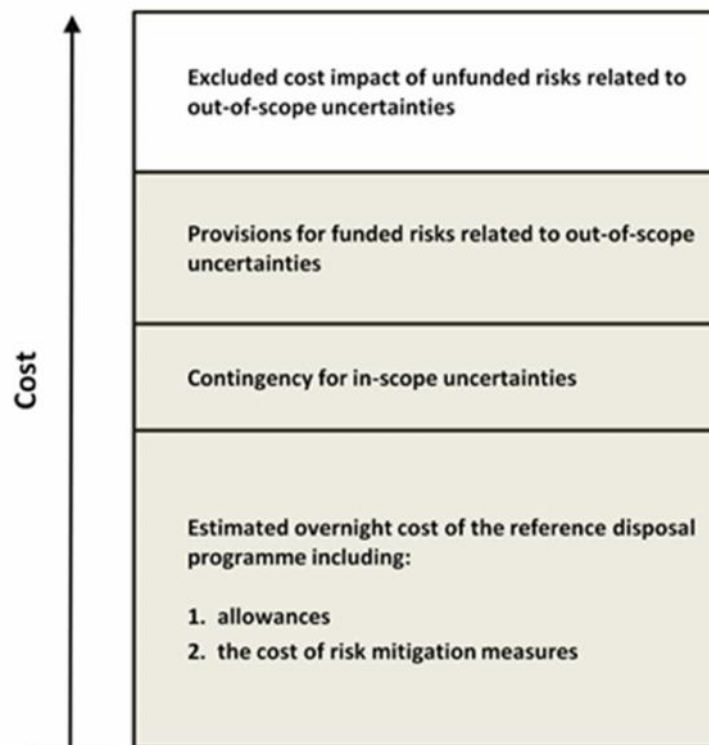 Excluded cost impact of unfunded risks related to
out-of-scope uncertainties
Provisions for funded risks related to out-of-scope
uncertainties
Cost
Contingency for in-scope uncertainties
Estimated overnight cost of the reference disposal
programme including:
1. allowances
2. the cost of risk mitigation measures